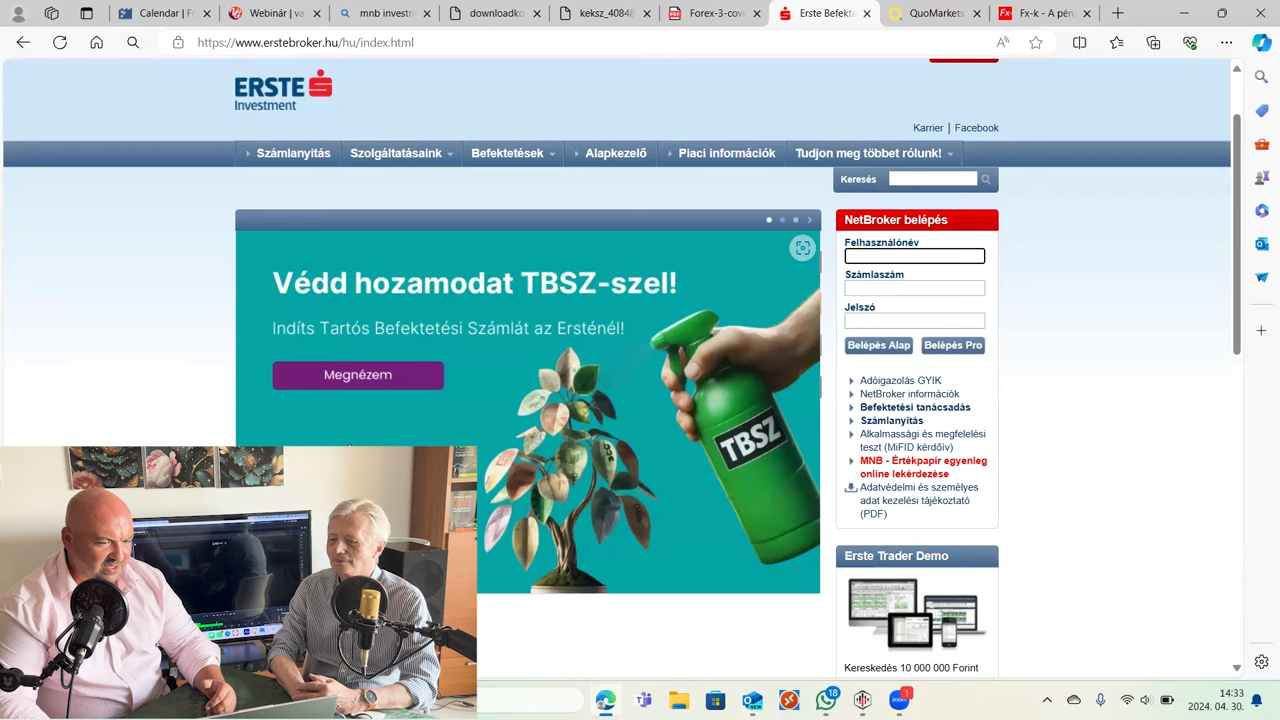 Webinár
Calendar | F
mnb investm
downloadko
keksz_40848
Forex-3-cove
Erste Befekt
QuoMarkets
Fx-k - A pén
https://www.erstebroker.hu/hu/index.html
ERSTE
Investment
Karrier | Facebook
Számlanyitás
Szolgáltatásaink
Befektetések
Alapkezelő
Piaci információk
Tudjon meg többet rólunk!
Keresés
Védd hozamodat TBSZ-szel!
Indíts Tartós Befektetési Számlát az Ersténél!
Megnézem
TBSZ
NetBroker belépés
Felhasználónév
Számlaszám
Jelszó
Belépés Alap
Belépés Pro
Adóigazolás GYIK
NetBroker információk
Befektetési tanácsadás
Számlanyitás
Alkalmassági és megfelelési
teszt (MiFID kérdőív)
MNB - Értékpapír egyenleg
online lekérdezése
Adatvédelmi és személyes
adat kezelési tájékoztató
(PDF)
Erste Trader Demo
Kereskedés 10 000 000 Forint
18
1
14:33
2024. 04. 30.